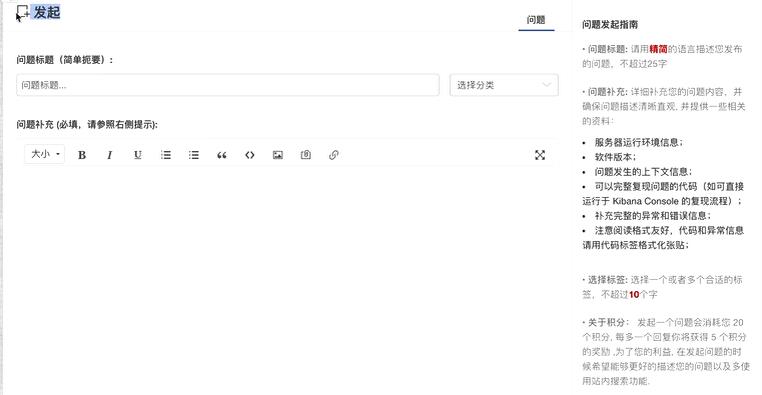 发起
问题
问题标题（简单扼要）:
问题标题...
选择分类
问题补充 (必填，请参照右侧提示):
大小
B I U
问题发起指南
· 问题标题: 请用精简的语言描述您发布
的问题，不超过25字
· 问题补充: 详细补充您的问题内容，并
确保问题描述清晰直观, 并提供一些相关
的资料：
• 服务器运行环境信息；
• 软件版本；
• 问题发生的上下文信息；
• 可以完整复现问题的代码（如可直接
运行于 Kibana Console 的复现流程）；
• 补充完整的异常和错误信息；
• 注意阅读格式友好，代码和异常信息
请用代码标签格式化张贴；
· 选择标签: 选择一个或者多个合适的标
签，不超过10个字
· 关于积分： 发起一个问题会消耗您 20
个积分, 每多一个回复你将获得 5 个积分
的奖励 ,为了您的利益, 在发起问题的时
候希望能够更好的描述您的问题以及多使
用站内搜索功能.